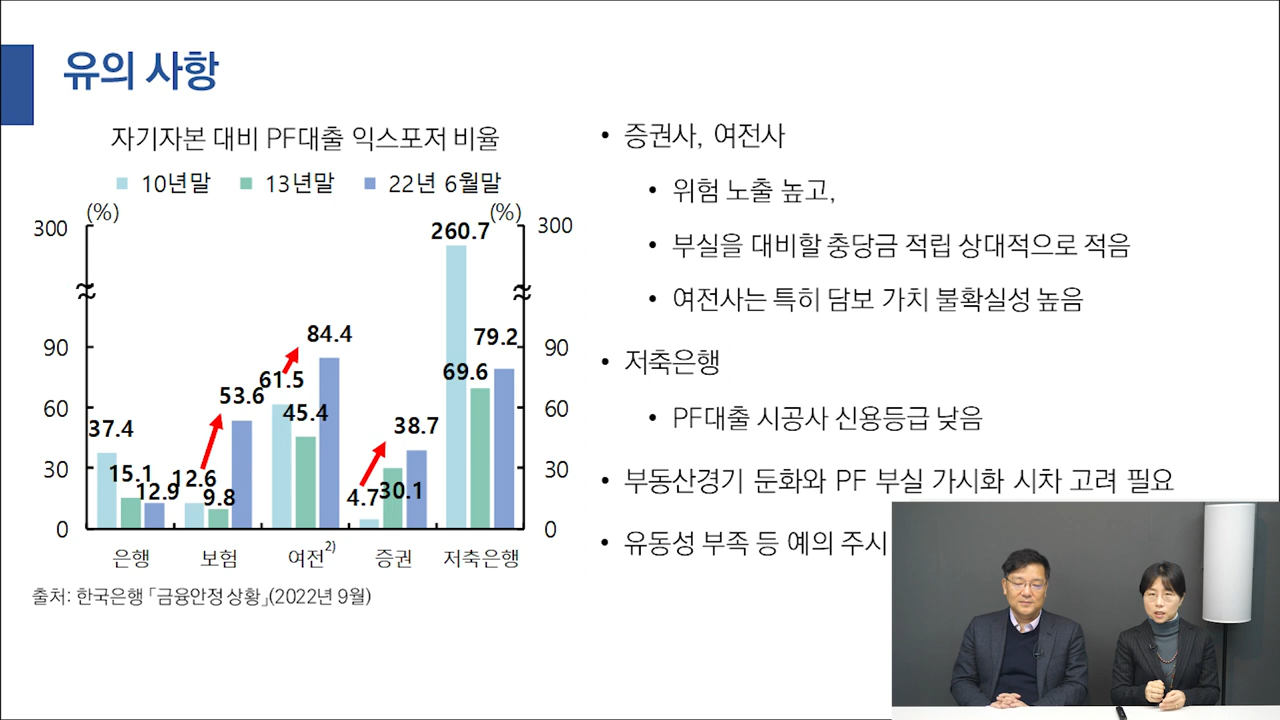 유의 사항
자기자본 대비 PF대출 익스포저 비율
10년말 13년말 22년 6월말
(%) (%)
300 300
90 90
60 60
30 30
0 0
37.4 15.1 12.9
12.6 9.8 53.6
61.5 45.4 84.4
4.7 30.1 38.7
260.7 69.6 79.2
은행 보험 여전2) 증권 저축은행
출처: 한국은행 「금융안정 상황」(2022년 9월)
• 증권사, 여전사
• 위험 노출 높고,
• 부실을 대비할 충당금 적립 상대적으로 적음
• 여전사는 특히 담보 가치 불확실성 높음
• 저축은행
• PF대출 시공사 신용등급 낮음
• 부동산경기 둔화와 PF 부실 가시화 시차 고려 필요
• 유동성 부족 등 예의 주시